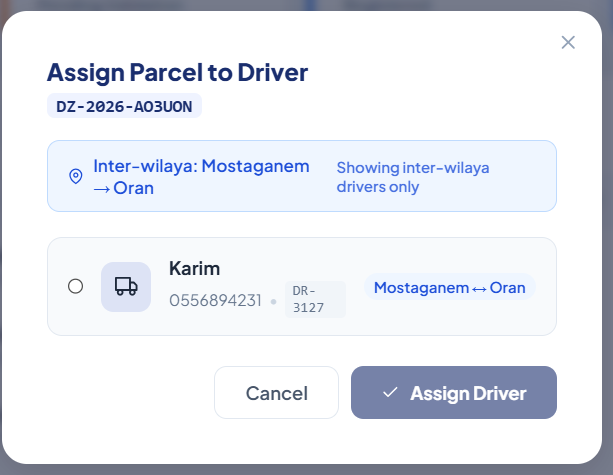 Assign Parcel to Driver
DZ-2026-AO3UON
Inter-wilaya: Mostaganem
→ Oran
Showing inter-wilaya
drivers only
Karim
0556894231 • DR-
3127
Mostaganem ↔ Oran
Cancel
Assign Driver